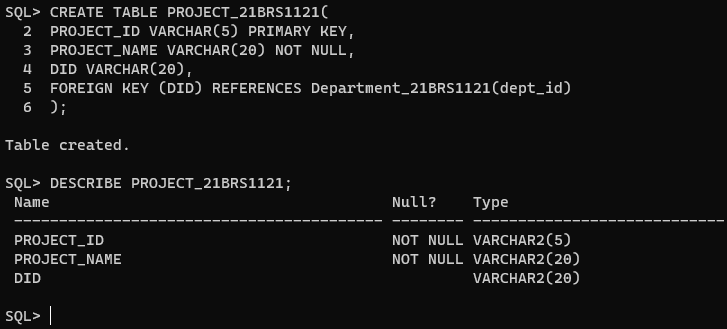 SQL> CREATE TABLE PROJECT_21BRS1121(
  2  PROJECT_ID VARCHAR(5) PRIMARY KEY,
  3  PROJECT_NAME VARCHAR(20) NOT NULL,
  4  DID VARCHAR(20),
  5  FOREIGN KEY (DID) REFERENCES Department_21BRS1121(dept_id)
  6  );
Table created.
SQL> DESCRIBE PROJECT_21BRS1121;
 Name                                      Null?    Type
 ----------------------------------------- -------- ----------------------------
 PROJECT_ID                                NOT NULL VARCHAR2(5)
 PROJECT_NAME                              NOT NULL VARCHAR2(20)
 DID                                                VARCHAR2(20)
SQL>